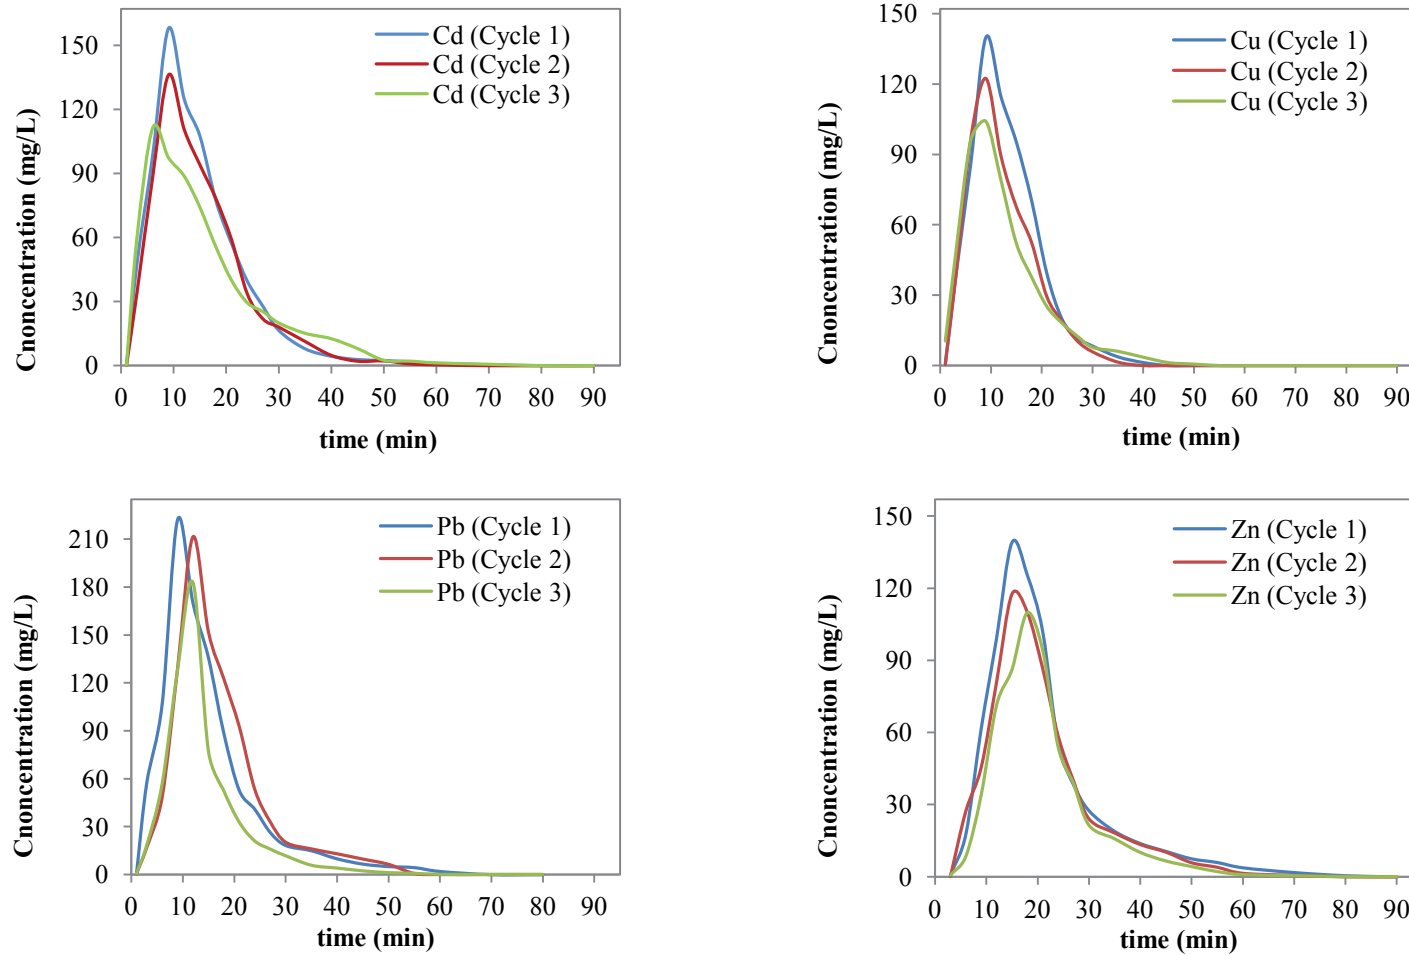 Cd (Cycle 1)
Cd (Cycle 2)
Cd (Cycle 3)
Cnoncentration (mg/L)
150
120
90
60
30
0
0 10 20 30 40 50 60 70 80 90
time (min)
Cu (Cycle 1)
Cu (Cycle 2)
Cu (Cycle 3)
Cnoncentration (mg/L)
150
120
90
60
30
0
0 10 20 30 40 50 60 70 80 90
time (min)
Pb (Cycle 1)
Pb (Cycle 2)
Pb (Cycle 3)
Cnoncentration (mg/L)
210
180
150
120
90
60
30
0
0 10 20 30 40 50 60 70 80 90
time (min)
Zn (Cycle 1)
Zn (Cycle 2)
Zn (Cycle 3)
Cnoncentration (mg/L)
150
120
90
60
30
0
0 10 20 30 40 50 60 70 80 90
time (min)